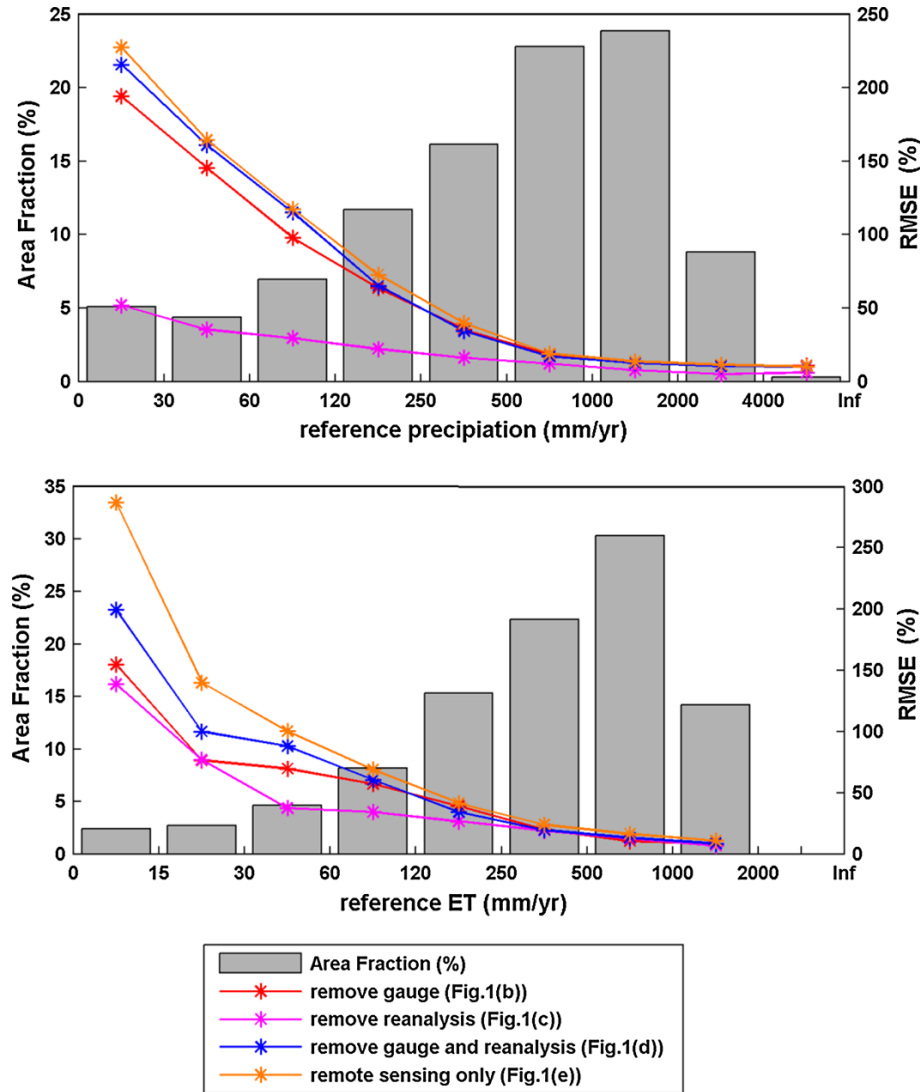 Area Fraction (%)
25
20
15
10
5
0
RMSE (%)
250
200
150
100
50
0
0 30 60 120 250 500 1000 2000 4000 Inf
reference precipiation (mm/yr)
Area Fraction (%)
35
30
25
20
15
10
5
0
RMSE (%)
300
250
200
150
100
50
0
0 15 30 60 120 250 500 1000 2000 Inf
reference ET (mm/yr)
Area Fraction (%)
remove gauge (Fig.1(b))
remove reanalysis (Fig.1(c))
remove gauge and reanalysis (Fig.1(d))
remote sensing only (Fig.1(e))